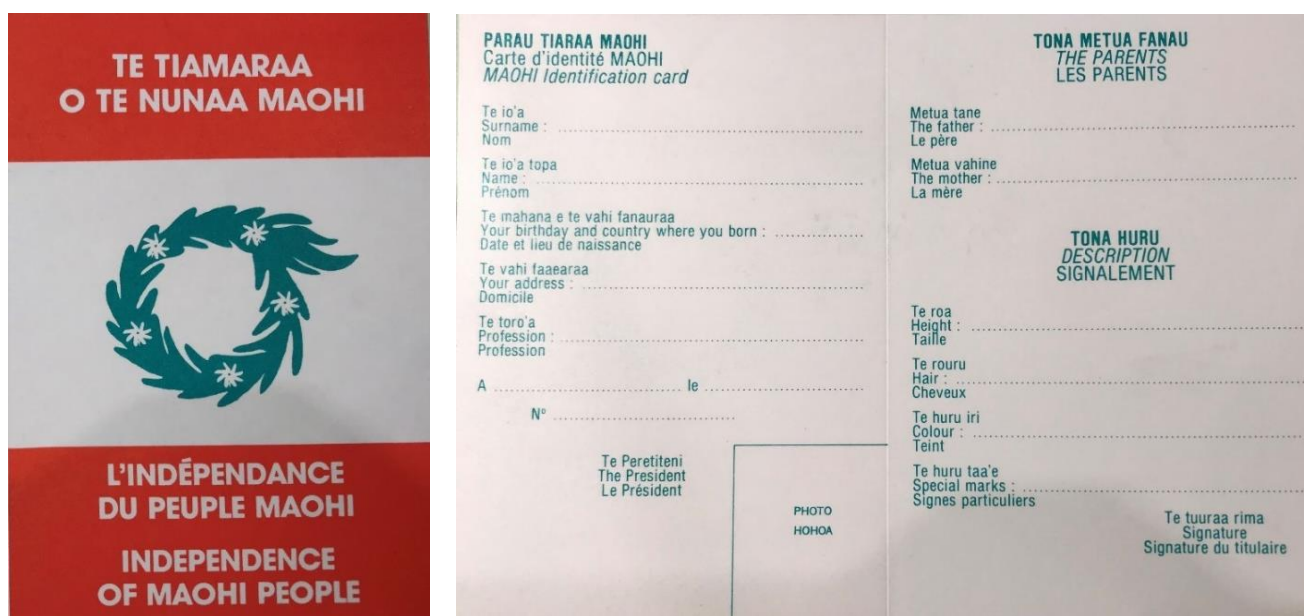 TE TIAMARAA
O TE NUNAA MAOHI
L'INDÉPENDANCE
DU PEUPLE MAOHI
INDEPENDENCE
OF MAOHI PEOPLE
PARAU TIARAA MAOHI
Carte d'identité MAOHI
MAOHI Identification card
Te io'a
Surname : ....................
Nom
Te io'a topa
Name : ....................
Prénom
Te mahana e te vahi fanauraa
Your birthday and country where you born : ....................
Date et lieu de naissance
Te vahi faaearaa
Your address : ....................
Domicile
Te toro'a
Profession : ....................
Profession
A .................... le ....................
N° ....................
Te Peretiteni
The President
Le Président
PHOTO
HOHOA
TONA METUA FANAU
THE PARENTS
LES PARENTS
Metua tane
The father : ....................
Le père
Metua vahine
The mother : ....................
La mère
TONA HURU
DESCRIPTION
SIGNALEMENT
Te roa
Height : ....................
Taille
Te rouru
Hair : ....................
Cheveux
Te huru iri
Colour : ....................
Teint
Te huru taa'e
Special marks : ....................
Signes particuliers
Te tuuraa rima
Signature
Signature du titulaire